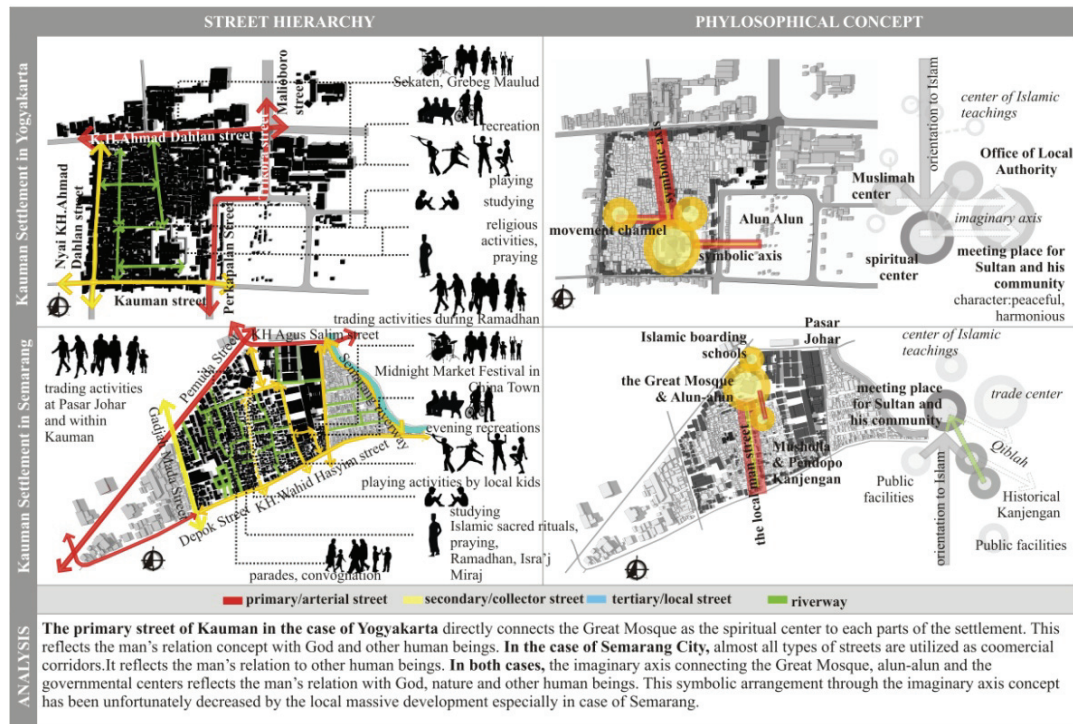 STREET HIERARCHY
PHYLOSOPHICAL CONCEPT
Kauman Settlement in Yogyakarta
Malioboro
street
K.H.Ahmad Dahlan street
Nyai KH.Ahmad
Dahlan street
Perkapalan Street
Kauman street
Sekaten, Grebeg Maulud
recreation
playing
studying
religious
activities,
praying
trading activities during Ramadhan
movement channel
symbolic axis
Alun Alun
orientation to Islam
center of Islamic
teachings
Office of Local
Authority
Muslimah
center
imaginary axis
spiritual
center
meeting place for
Sultan and his
community
character:peaceful,
harmonious
Kauman Settlement in Semarang
trading activities
at Pasar Johar
and within
Kauman
Pemuda Street
KH Agus Salim street
Semarang Riverway
Gadjah Mada Street
Depok Street
KH-Wahid Hasyim street
Midnight Market Festival in
China Town
evening recreations
playing activities by local kids
studying
Islamic sacred rituals,
praying,
Ramadhan, Isra'j
Miraj
parades, convognation
Islamic boarding
schools
Pasar
Johar
the Great Mosque
& Alun-alun
Musholla
& Pendopo
Kanjengan
the local main street
center of Islamic
teachings
meeting place
for Sultan and
his community
trade center
Qiblah
Public
facilities
orientation to Islam
Historical
Kanjengan
Public facilities
primary/arterial street
secondary/collector street
tertiary/local street
riverway
ANALYSIS
The primary street of Kauman in the case of Yogyakarta directly connects the Great Mosque as the spiritual center to each parts of the settlement. This
reflects the man's relation concept with God and other human beings. In the case of Semarang City, almost all types of streets are utilized as coomercial
corridors.It reflects the man's relation to other human beings. In both cases, the imaginary axis connecting the Great Mosque, alun-alun and the
governmental centers reflects the man's relation with God, nature and other human beings. This symbolic arrangement through the imaginary axis concept
has been unfortunately decreased by the local massive development especially in case of Semarang.